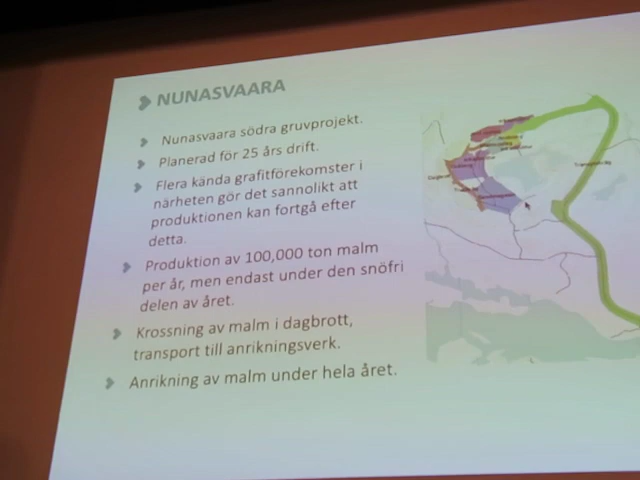 NUNASVAARA
Nunasvaara södra gruvprojekt.
Planerad för 25 års drift.
Flera kända grafitförekomster i
närheten gör det sannolikt att
produktionen kan fortgå efter
detta.
Produktion av 100,000 ton malm
per år, men endast under den snöfri
delen av året.
Krossning av malm i dagbrott,
transport till anrikningsverk.
Anrikning av malm under hela året.